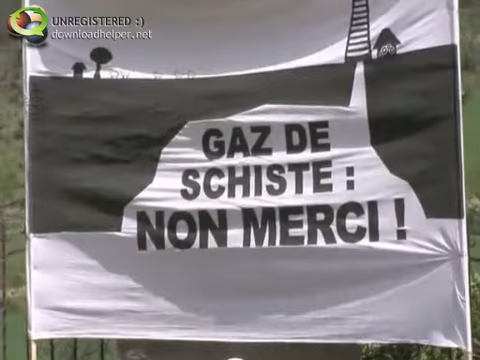 UNREGISTERED :)
downloadhelper.net
GAZ DE
SCHISTE :
NON MERCI !